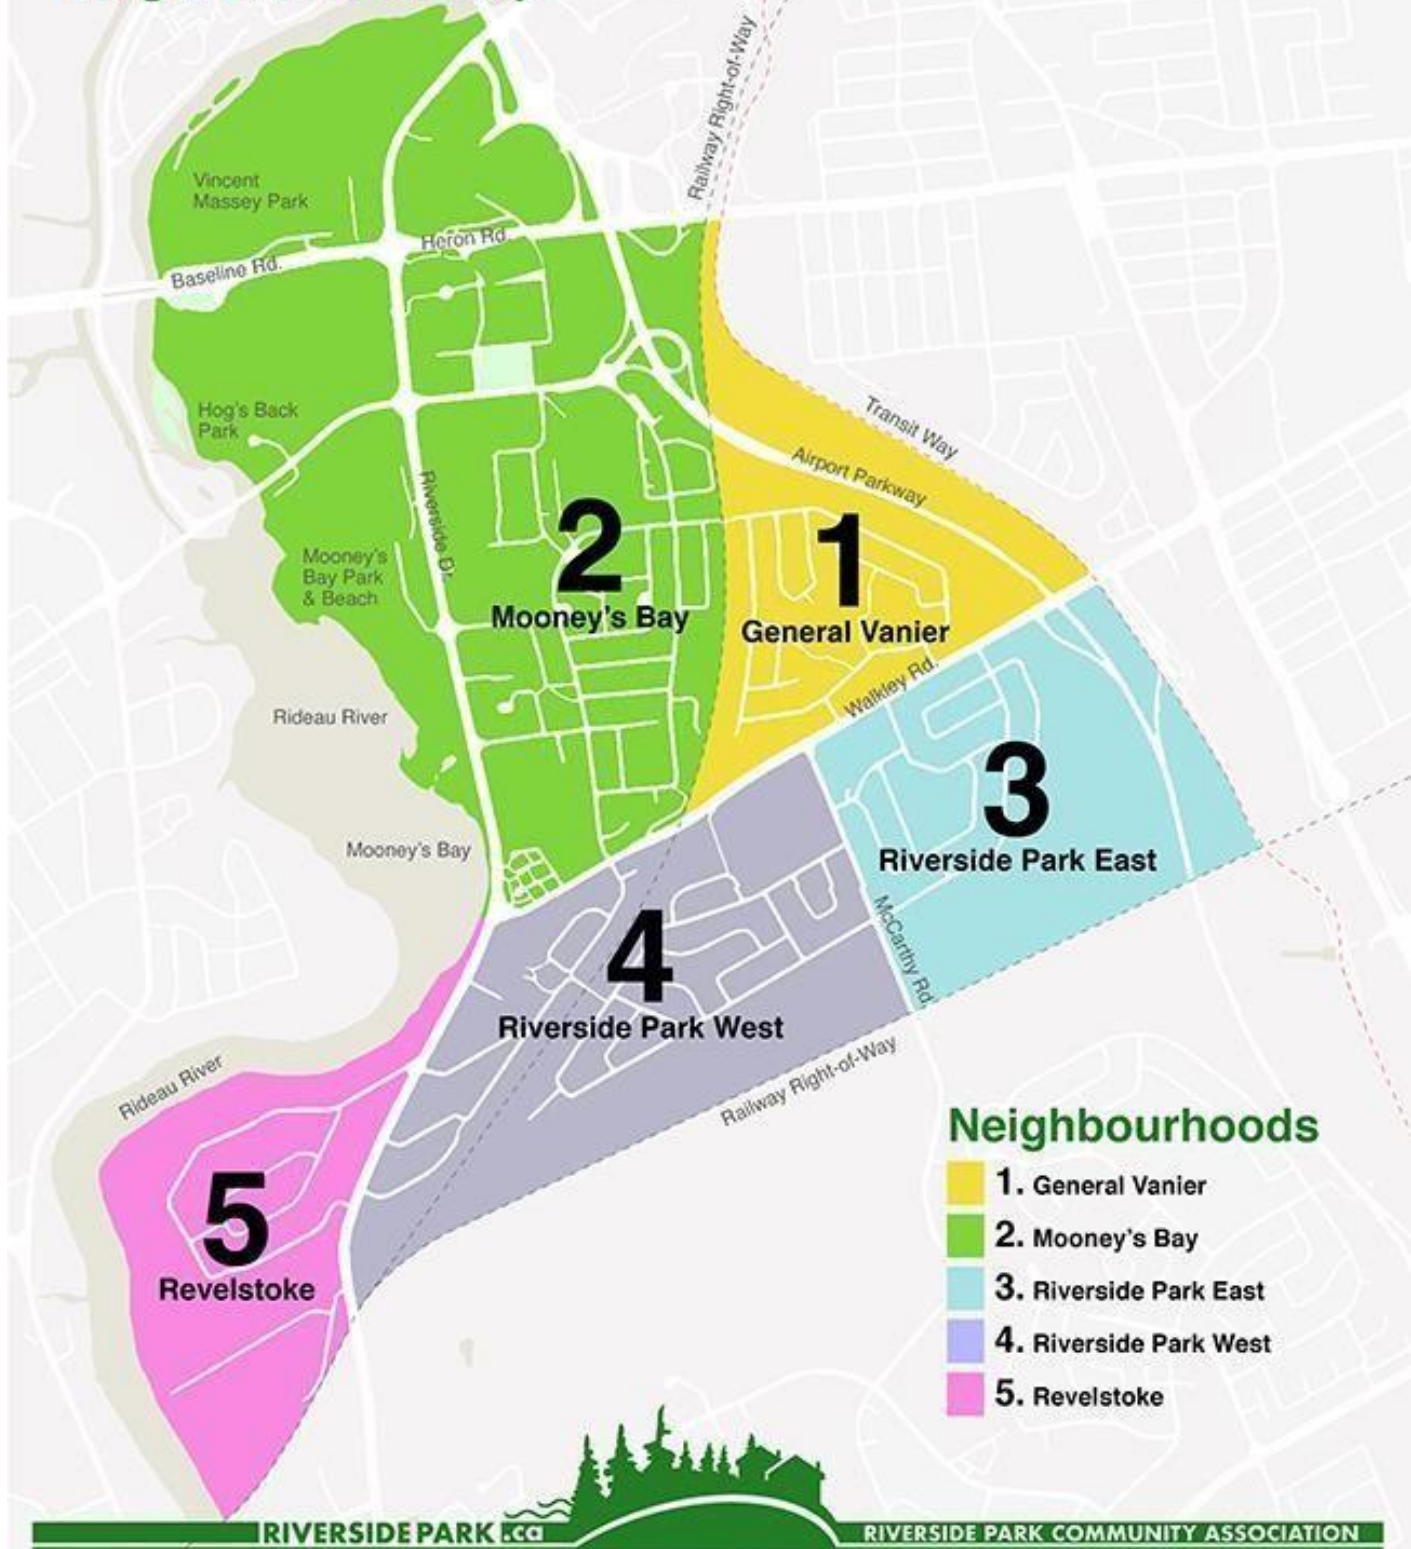 Railway Right-of-Way
Vincent
Massey Park
Heron Rd.
Baseline Rd.
Hog's Back
Park
Transit Way
Airport Parkway
Riverside Dr.
2
Mooney's Bay
1
General Vanier
Mooney's
Bay Park
& Beach
Walkley Rd.
Rideau River
3
Riverside Park East
Mooney's Bay
McCarthy Rd.
4
Riverside Park West
Railway Right-of-Way
Rideau River
5
Revelstoke
Neighbourhoods
1. General Vanier
2. Mooney's Bay
3. Riverside Park East
4. Riverside Park West
5. Revelstoke
RIVERSIDE PARK .ca
RIVERSIDE PARK COMMUNITY ASSOCIATION